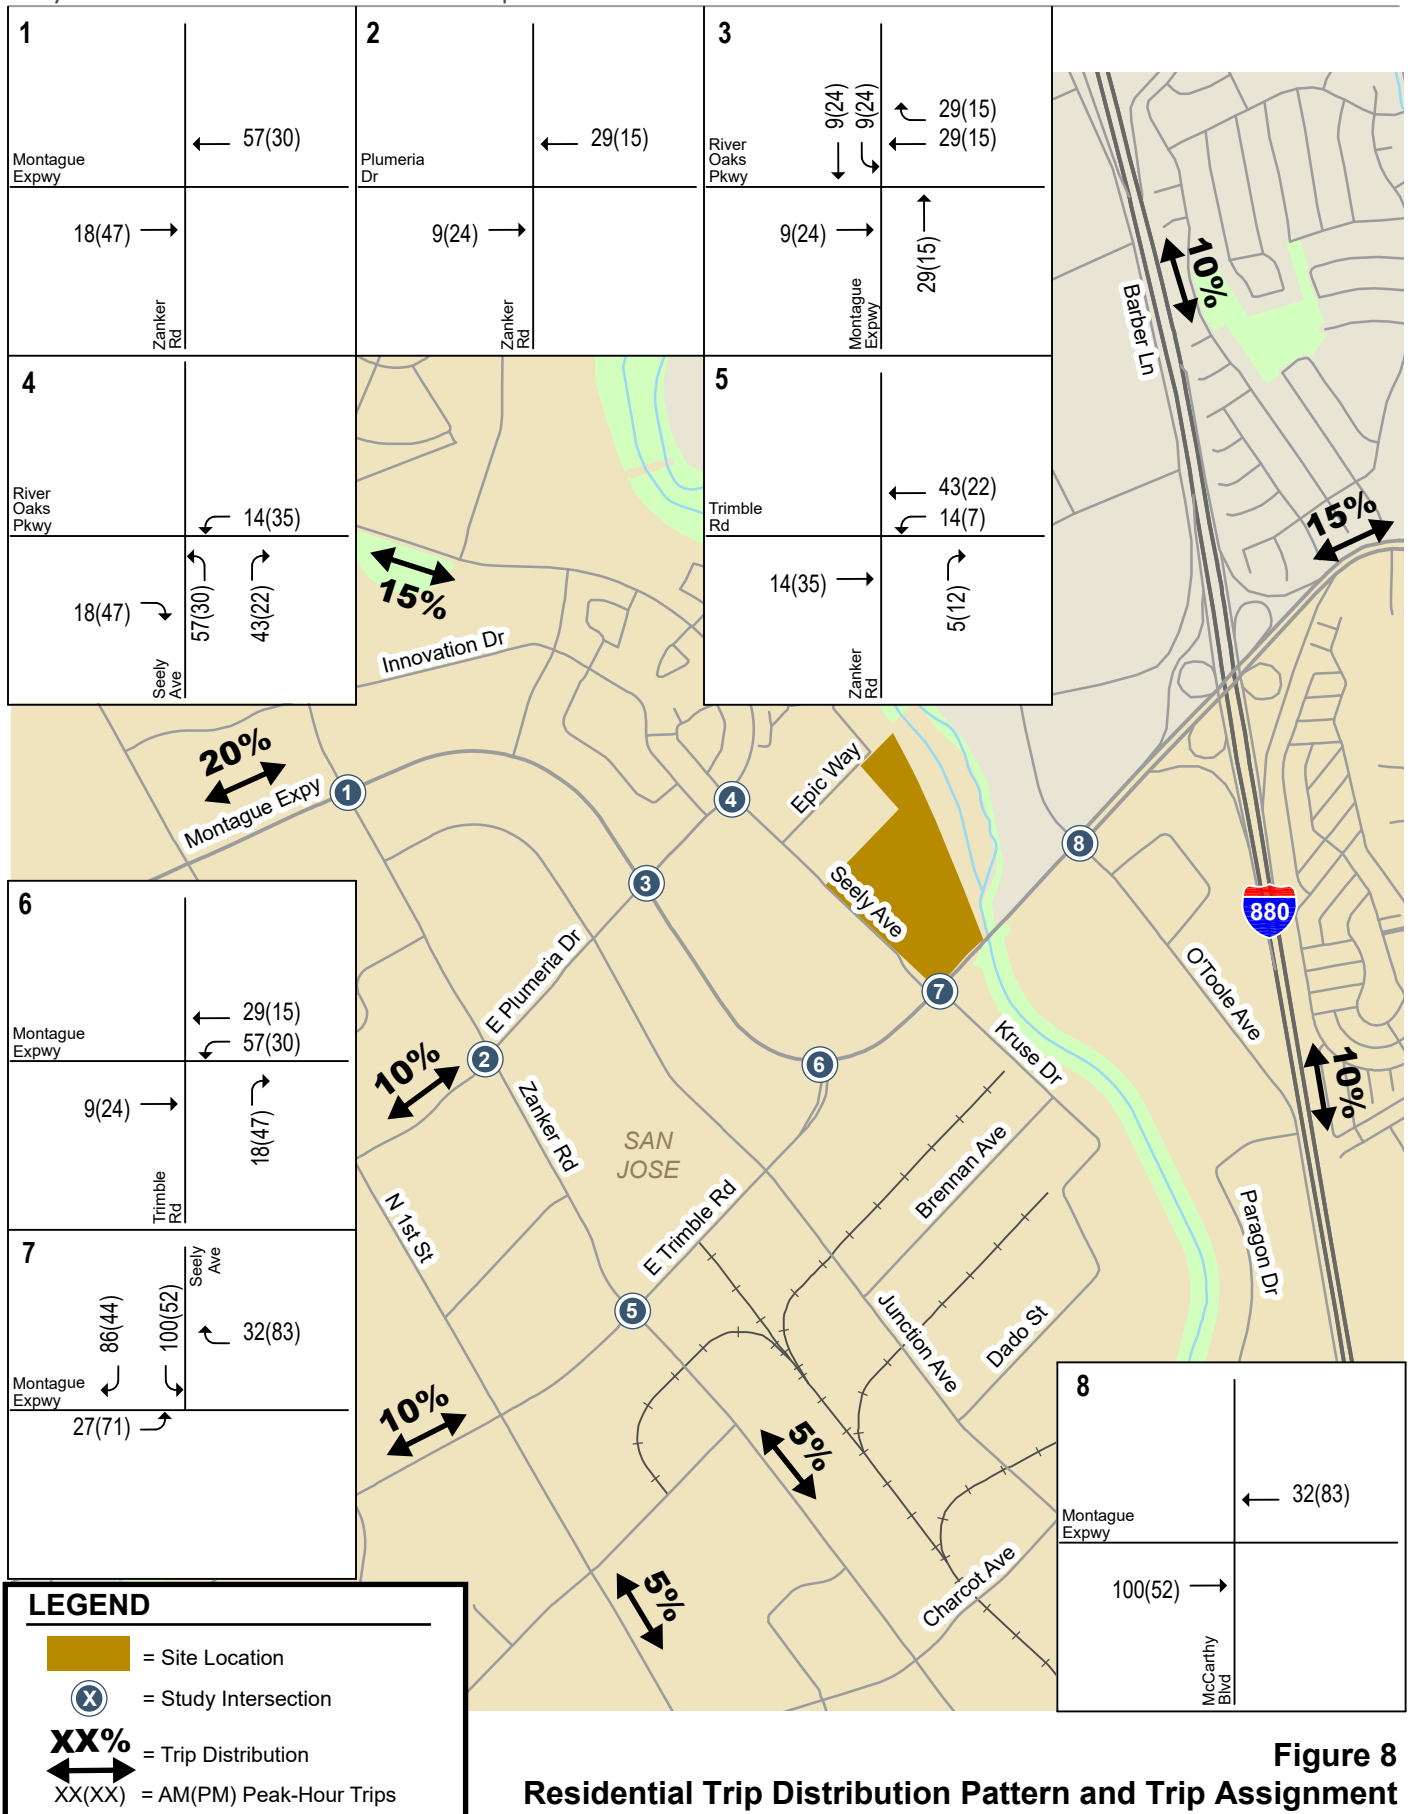 1
57(30)
Montague
Expwy
18(47)
Zanker
Rd
2
29(15)
Plumeria
Dr
9(24)
Zanker
Rd
3
9(24)
9(24)
29(15)
29(15)
River
Oaks
Pkwy
9(24)
29(15)
Montague
Expwy
4
River
Oaks
Pkwy
14(35)
18(47)
57(30)
43(22)
Seely
Ave
5
43(22)
14(7)
Trimble
Rd
14(35)
5(12)
Zanker
Rd
10%
Barber Ln
15%
15%
Innovation Dr
20%
Montague Expy
1
4
Epic Way
8
3
Seely Ave
880
7
O'Toole Ave
E Plumeria Dr
2
10%
6
Kruse Dr
10%
Zanker Rd
SAN
JOSE
Brennan Ave
N 1st St
E Trimble Rd
Paragon Dr
5
Junction Ave
Dado St
10%
5%
5%
Charcot Ave
6
29(15)
57(30)
Montague
Expwy
9(24)
18(47)
Trimble
Rd
7
Seely
Ave
86(44)
100(52)
32(83)
Montague
Expwy
27(71)
8
32(83)
Montague
Expwy
100(52)
McCarthy
Blvd
LEGEND
= Site Location
X = Study Intersection
XX%
= Trip Distribution
XX(XX) = AM(PM) Peak-Hour Trips
Figure 8
Residential Trip Distribution Pattern and Trip Assignment